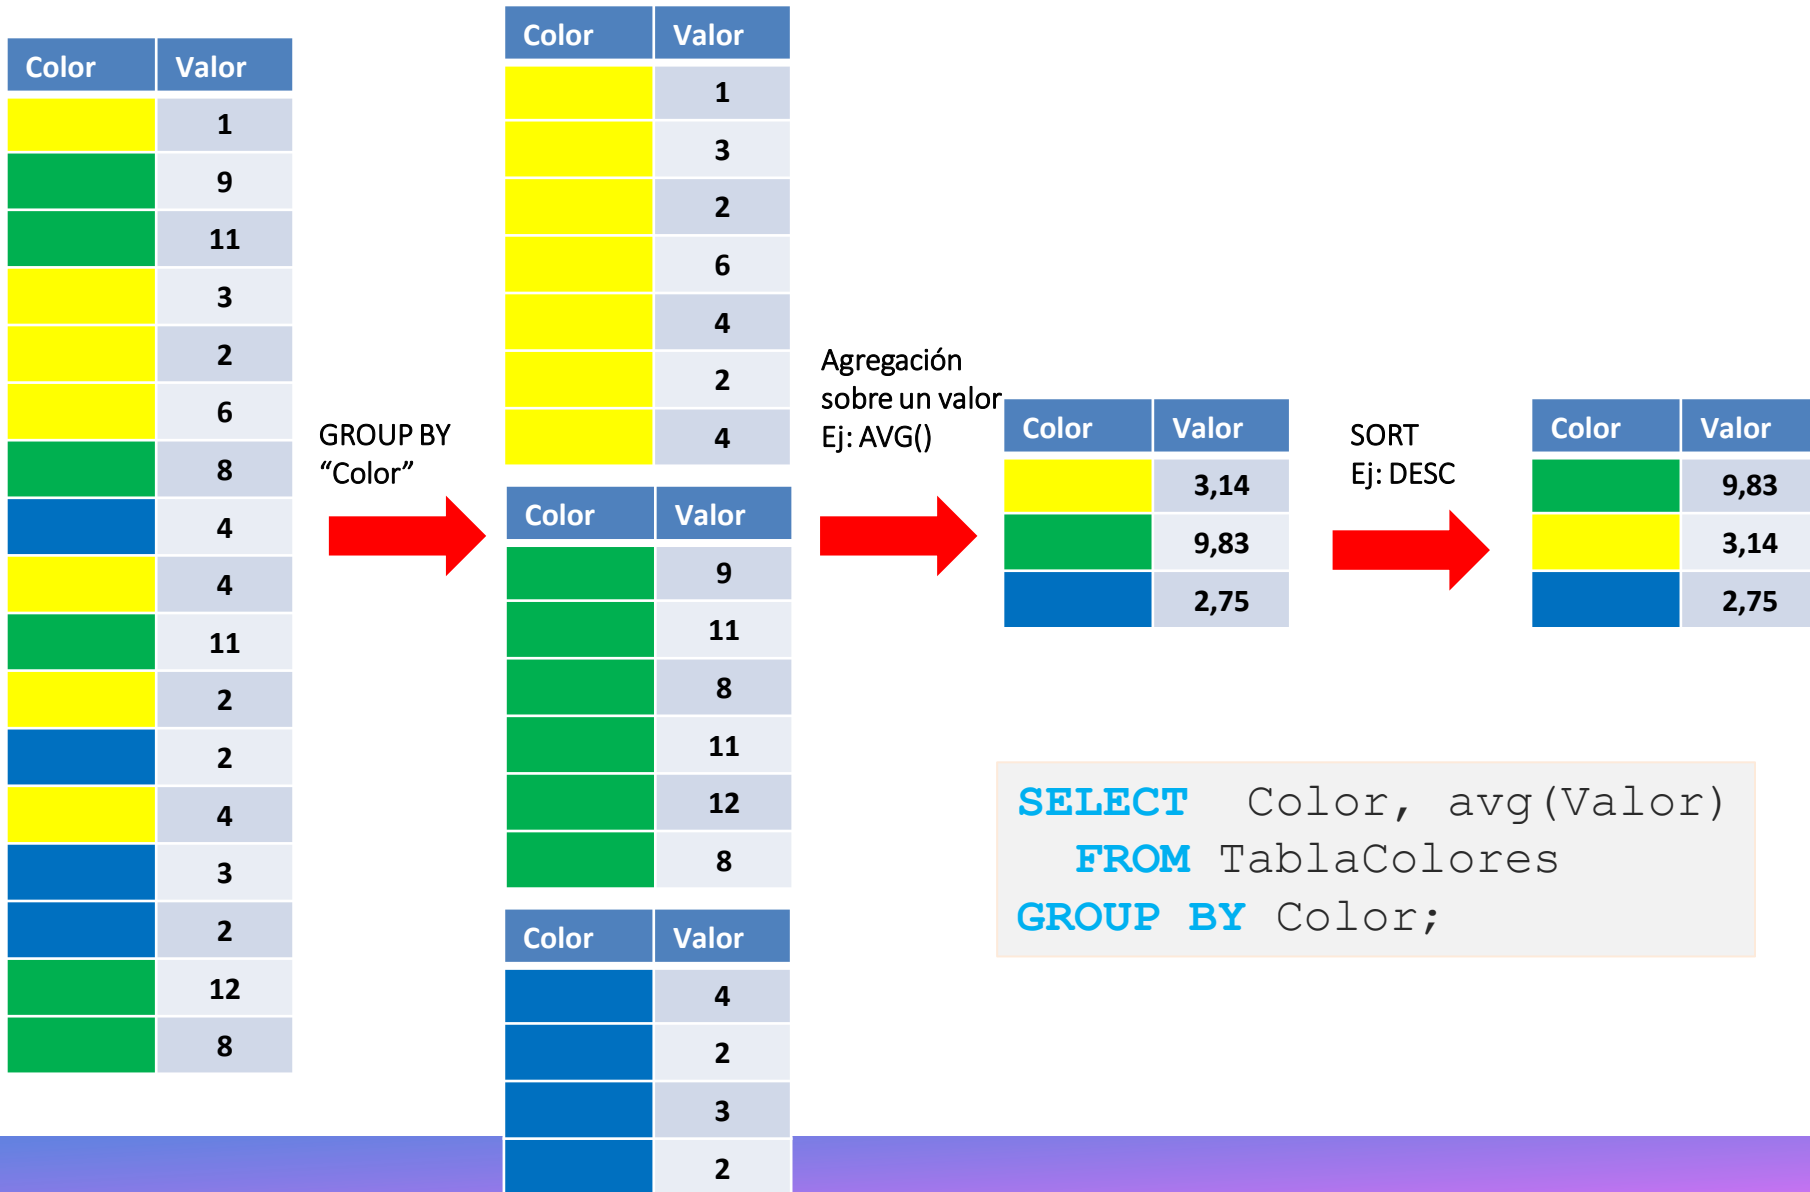 Color Valor
1
9
11
3
2
6
8
4
4
11
2
2
4
3
2
12
8
GROUP BY
“Color”
Color Valor
1
3
2
6
4
2
4
Color Valor
9
11
8
11
12
8
Color Valor
4
2
3
2
Agregación
sobre un valor
Ej: AVG()
Color Valor
3,14
9,83
2,75
SORT
Ej: DESC
Color Valor
9,83
3,14
2,75
SELECT Color, avg(Valor)
FROM TablaColores
GROUP BY Color;